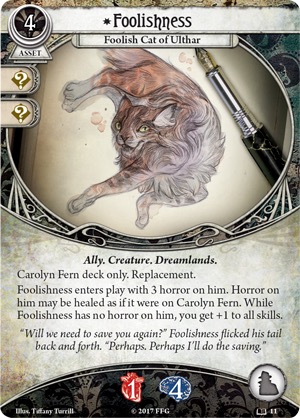 4
*Foolishness
ASSET
Foolish Cat of Ulthar
?
?
Ally. Creature. Dreamlands.
Carolyn Fern deck only. Replacement.
Foolishness enters play with 3 horror on him. Horror on
him may be healed as if it were on Carolyn Fern. While
Foolishness has no horror on him, you get +1 to all skills.
“Will we need to save you again?” Foolishness flicked his tail
back and forth. “Perhaps. Perhaps I’ll do the saving.”
1
4
Illus. Tiffany Turrill
© 2017 FFG
11